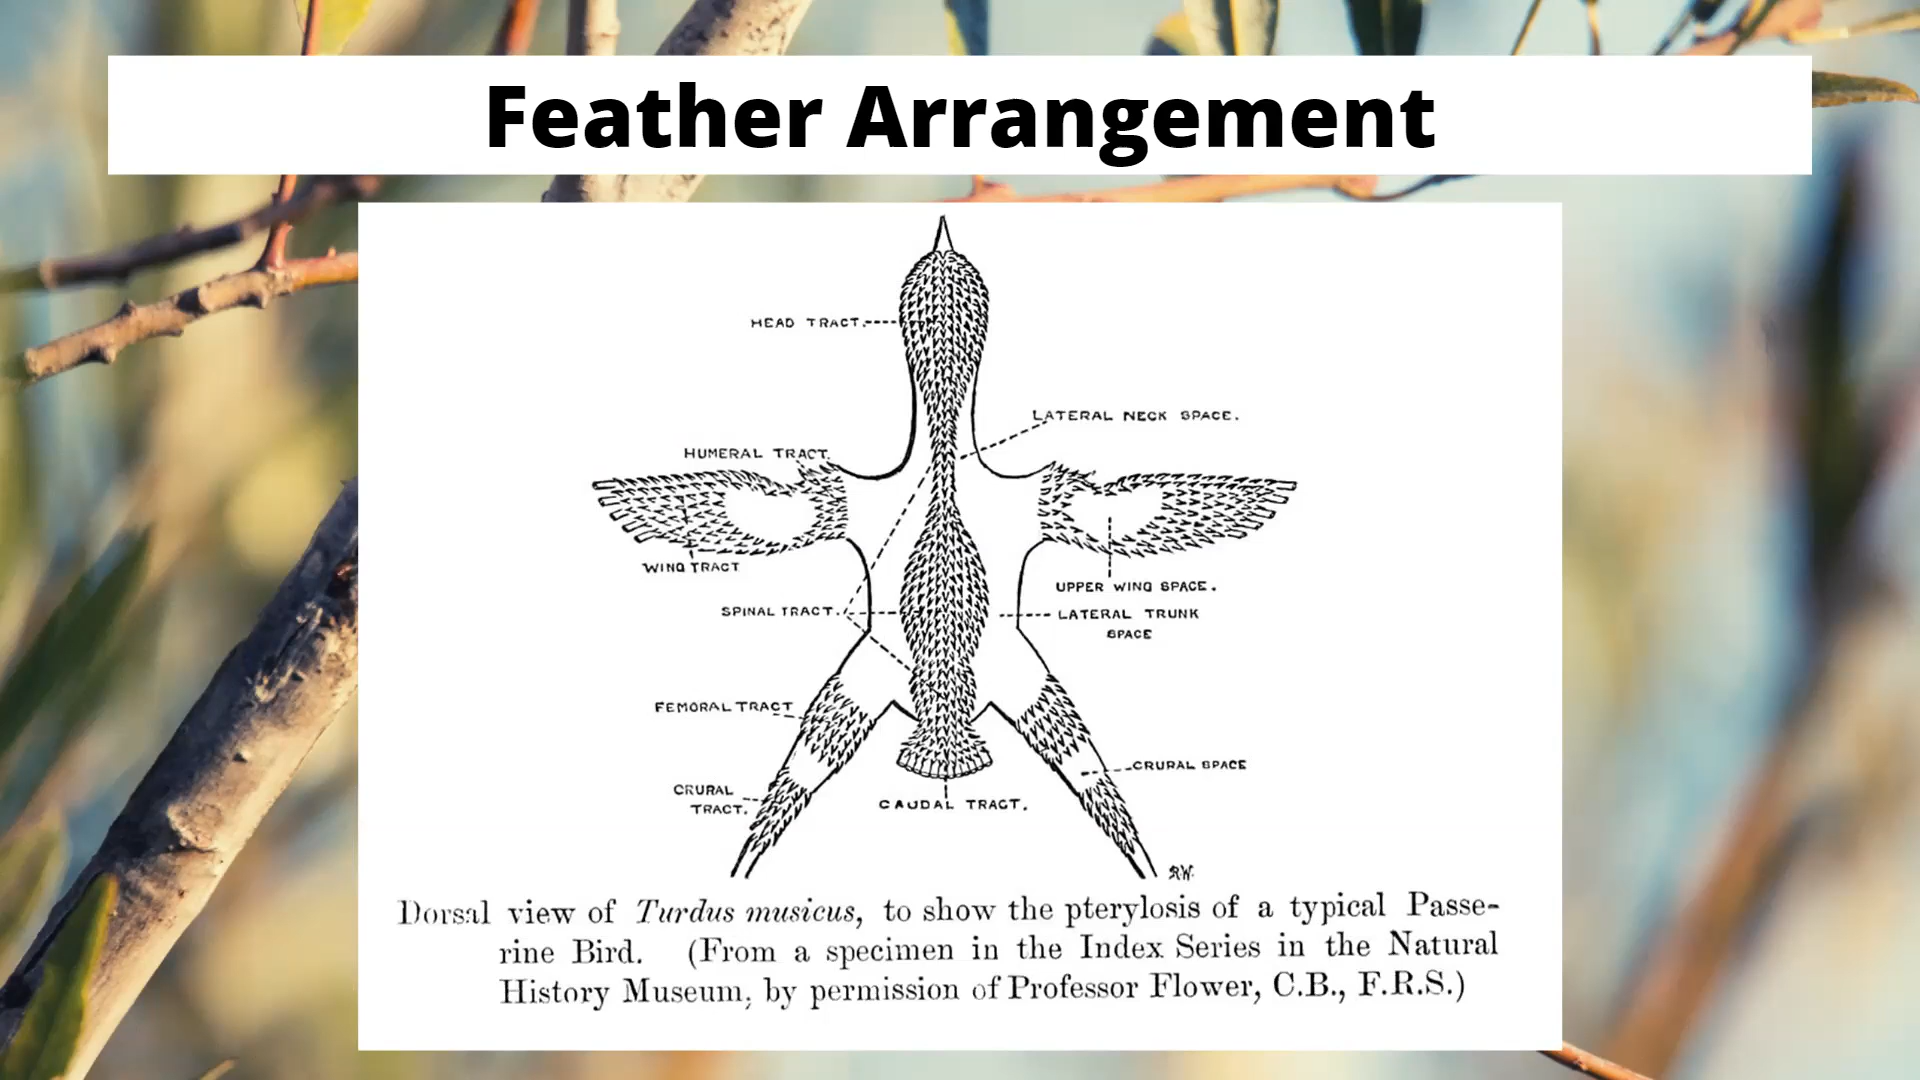 Feather Arrangement
HEAD TRACT.
LATERAL NECK SPACE.
HUMERAL TRACT.
WING TRACT
UPPER WING SPACE.
SPINAL TRACT.
LATERAL TRUNK
SPACE
FEMORAL TRACT
CRURAL SPACE
CRURAL
TRACT.
CAUDAL TRACT.
RW.
Dorsal view of Turdus musicus, to show the pterylosis of a typical Passe-
rine Bird. (From a specimen in the Index Series in the Natural
History Museum, by permission of Professor Flower, C.B., F.R.S.)